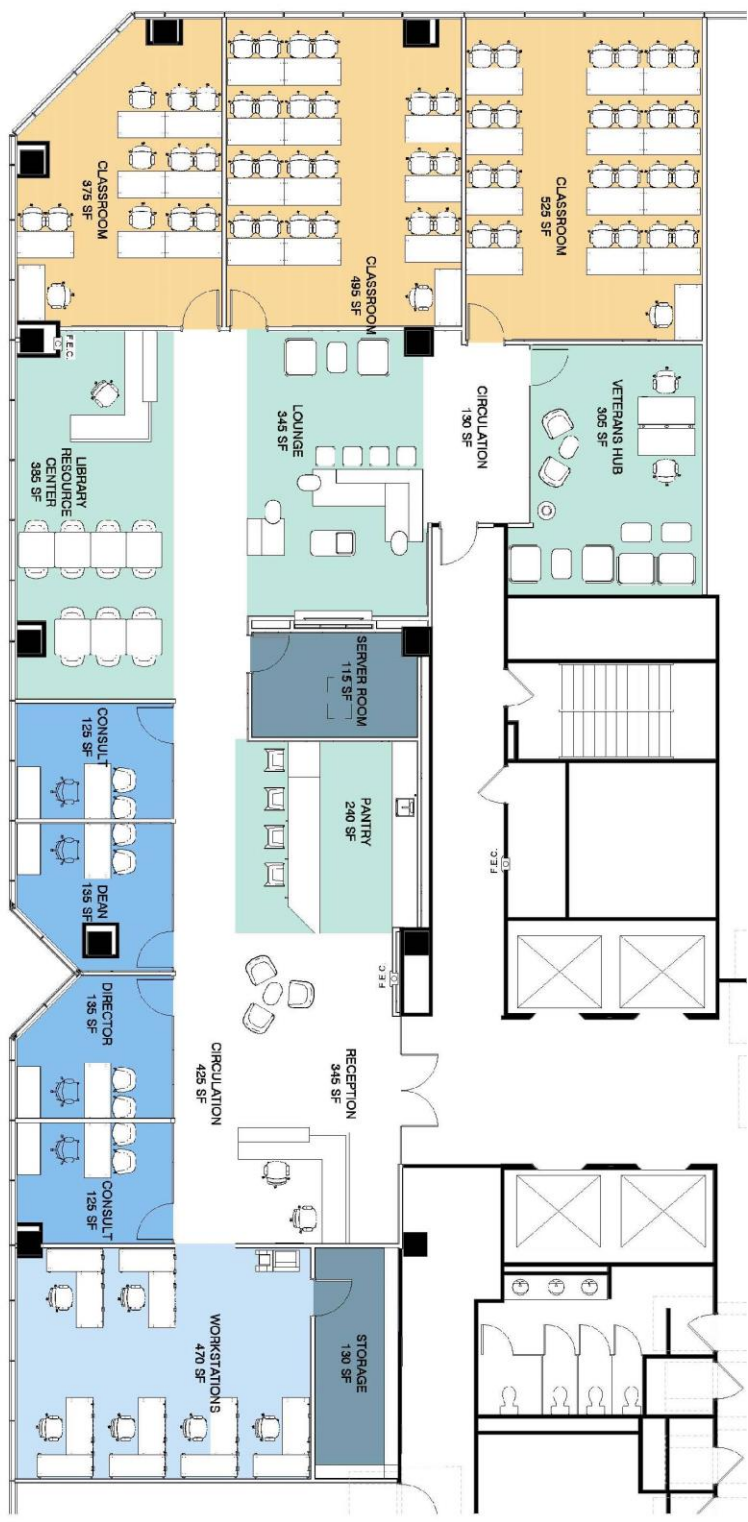 CLASSROOM
375 SF
CLASSROOM
495 SF
CLASSROOM
525 SF
F.E.C.
LIBRARY
RESOURCE
CENTER
385 SF
LOUNGE
345 SF
CIRCULATION
130 SF
VETERANS HUB
305 SF
SERVER ROOM
115 SF
CONSULT
125 SF
PANTRY
240 SF
F.E.C.
DEAN
135 SF
F.E.C.
DIRECTOR
135 SF
CIRCULATION
425 SF
RECEPTION
345 SF
CONSULT
125 SF
WORKSTATIONS
470 SF
STORAGE
130 SF